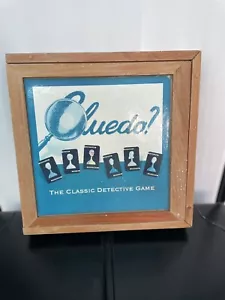 Cluedo!
THE CLASSIC DETECTIVE GAME